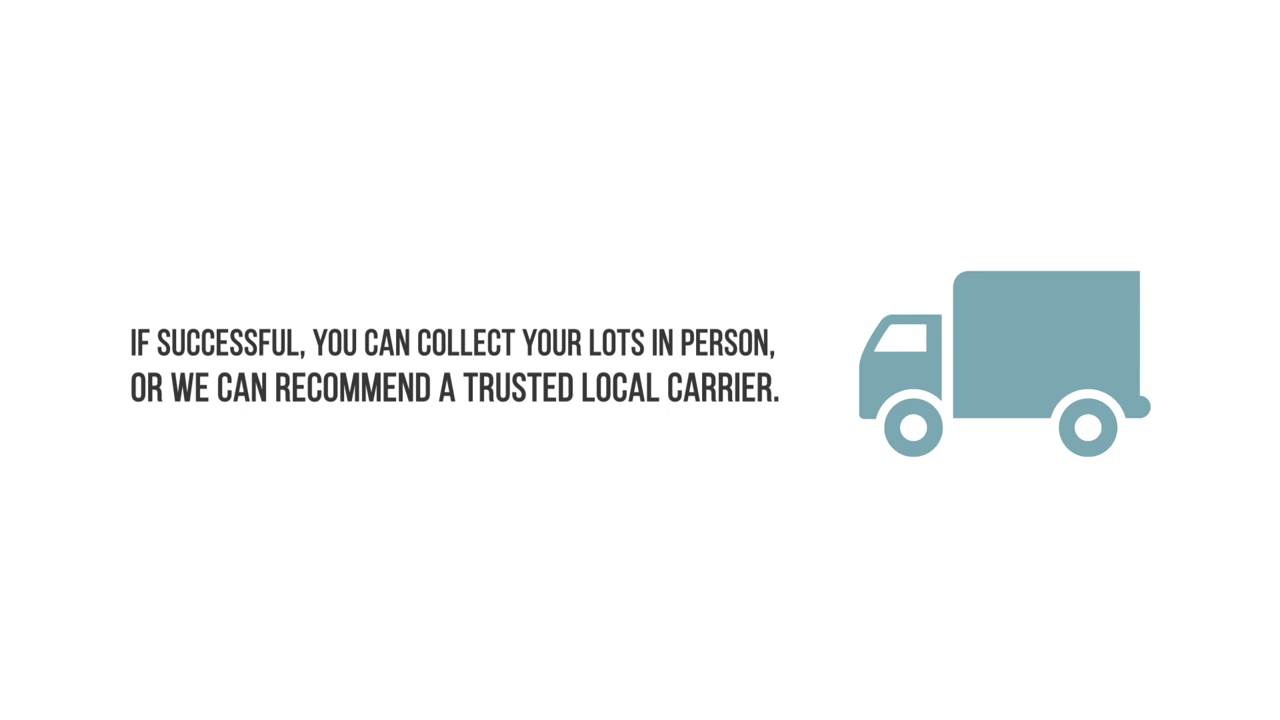 IF SUCCESSFUL, YOU CAN COLLECT YOUR LOTS IN PERSON,
OR WE CAN RECOMMEND A TRUSTED LOCAL CARRIER.